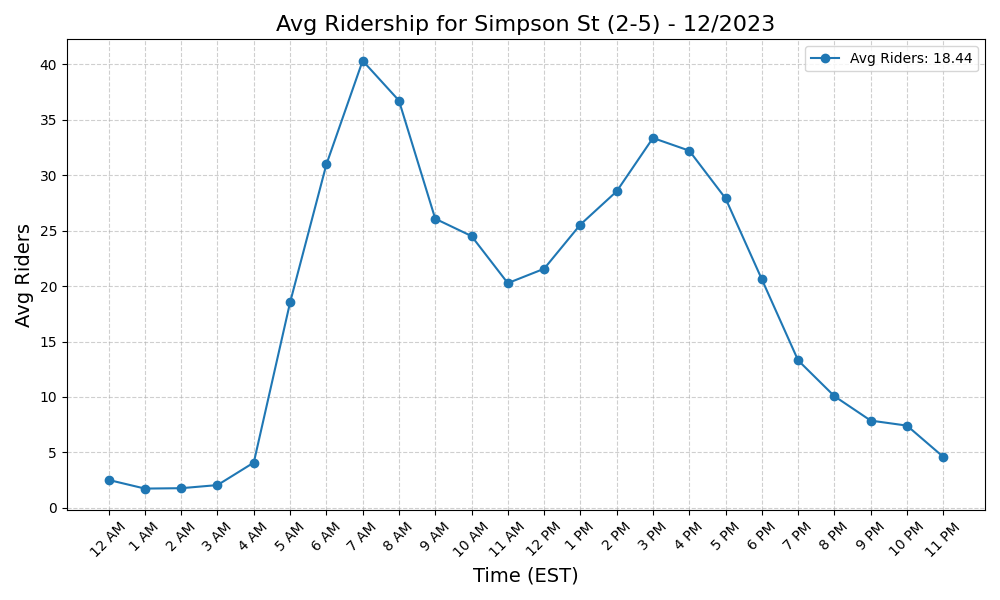 Avg Ridership for Simpson St (2-5) - 12/2023
Avg Riders: 18.44
Avg Riders
40
35
30
25
20
15
10
5
0
12 AM
1 AM
2 AM
3 AM
4 AM
5 AM
6 AM
7 AM
8 AM
9 AM
10 AM
11 AM
12 PM
1 PM
2 PM
3 PM
4 PM
5 PM
6 PM
7 PM
8 PM
9 PM
10 PM
11 PM
Time (EST)